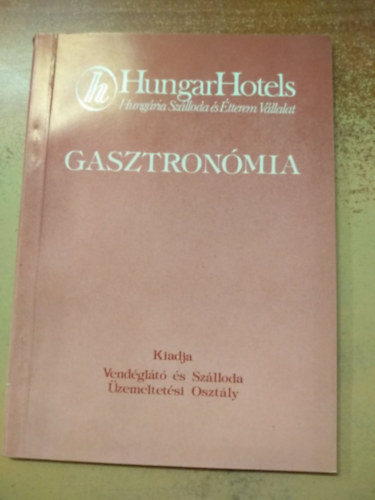 h HungarHotels
Hungária Szálloda és Étterem Vállalat
GASZTRONÓMIA
Kiadja
Vendéglátó és Szálloda
Üzemeltetési Osztály